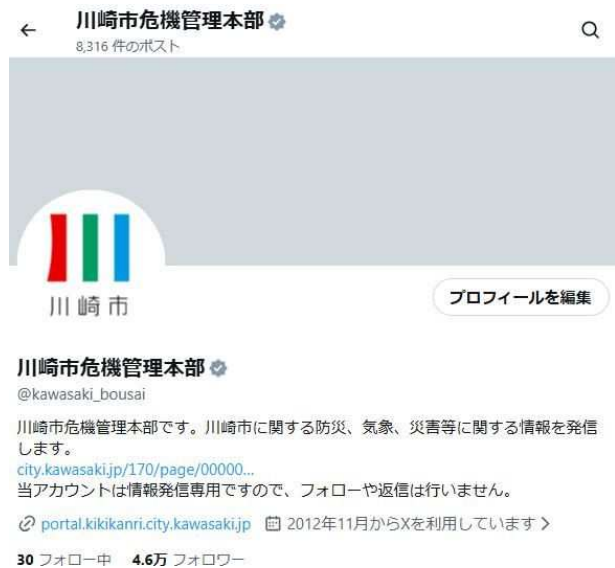 川崎市危機管理本部
8,316 件のポスト
川崎市
プロフィールを編集
川崎市危機管理本部
@kawasaki_bousai
川崎市危機管理本部です。川崎市に関する防災、気象、災害等に関する情報を発信
します。
city.kawasaki.jp/170/page/00000...
当アカウントは情報発信専用ですので、フォローや返信は行いません。
portal.kikikanri.city.kawasaki.jp 2012年11月からXを利用しています
30 フォロー中 4.6万 フォロワー